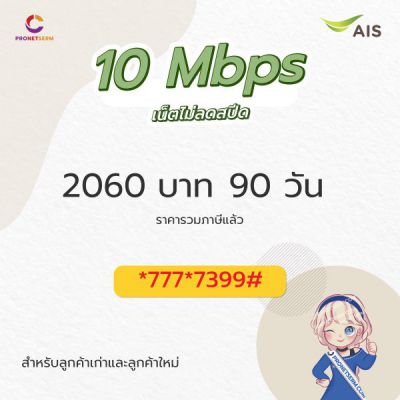 PRONETSERM
AIS
10 Mbps
เน็ตไม่ลดสปีด
2060 บาท 90 วัน
ราคารวมภาษีแล้ว
*777*7399#
สำหรับลูกค้าเก่าและลูกค้าใหม่
PRONETSERM.Com